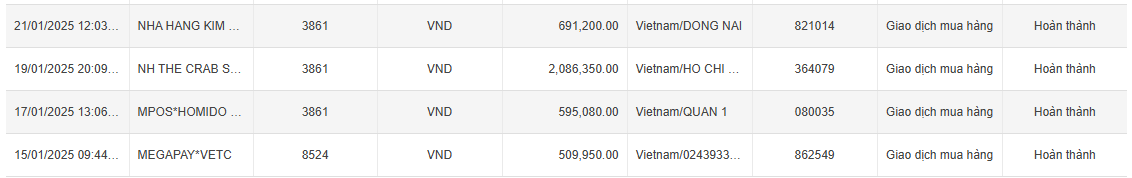 21/01/2025 12:03... NHA HANG KIM ... 3861 VND 691,200.00 Vietnam/DONG NAI 821014 Giao dịch mua hàng Hoàn thành
19/01/2025 20:09... NH THE CRAB S... 3861 VND 2,086,350.00 Vietnam/HO CHI ... 364079 Giao dịch mua hàng Hoàn thành
17/01/2025 13:06... MPOS*HOMIDO ... 3861 VND 595,080.00 Vietnam/QUAN 1 080035 Giao dịch mua hàng Hoàn thành
15/01/2025 09:44... MEGAPAY*VETC 8524 VND 509,950.00 Vietnam/0243933... 862549 Giao dịch mua hàng Hoàn thành